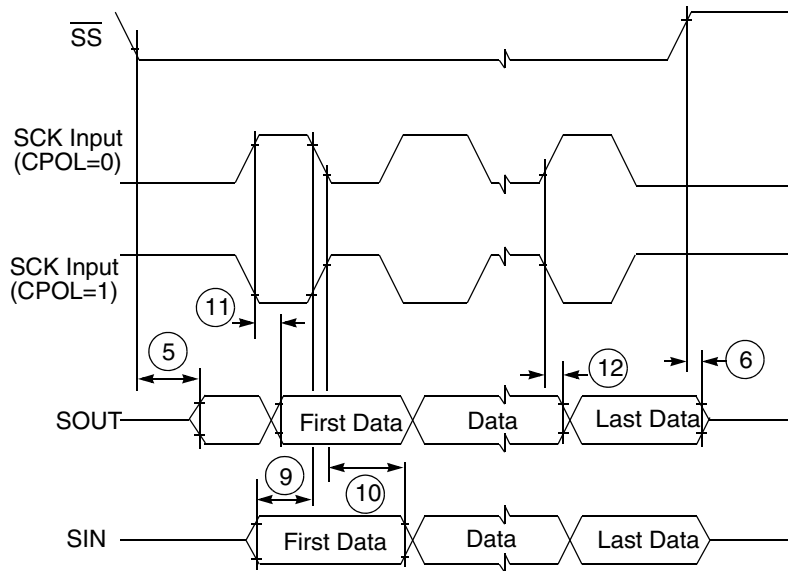 SS
SCK Input
(CPOL=0)
SCK Input
(CPOL=1)
11
5
12
6
SOUT
First Data
Data
Last Data
9
10
SIN
First Data
Data
Last Data